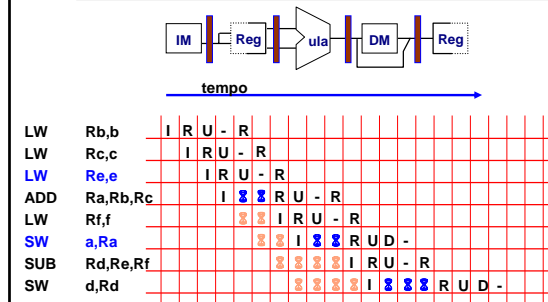 IM Reg ula DM Reg
tempo
LW Rb,b I R U - R
LW Rc,c I R U - R
LW Re,e I R U - R
ADD Ra,Rb,Rc I R U - R
LW Rf,f I R U - R
SW a,Ra I R U D -
SUB Rd,Re,Rf I R U - R
SW d,Rd I R U D -